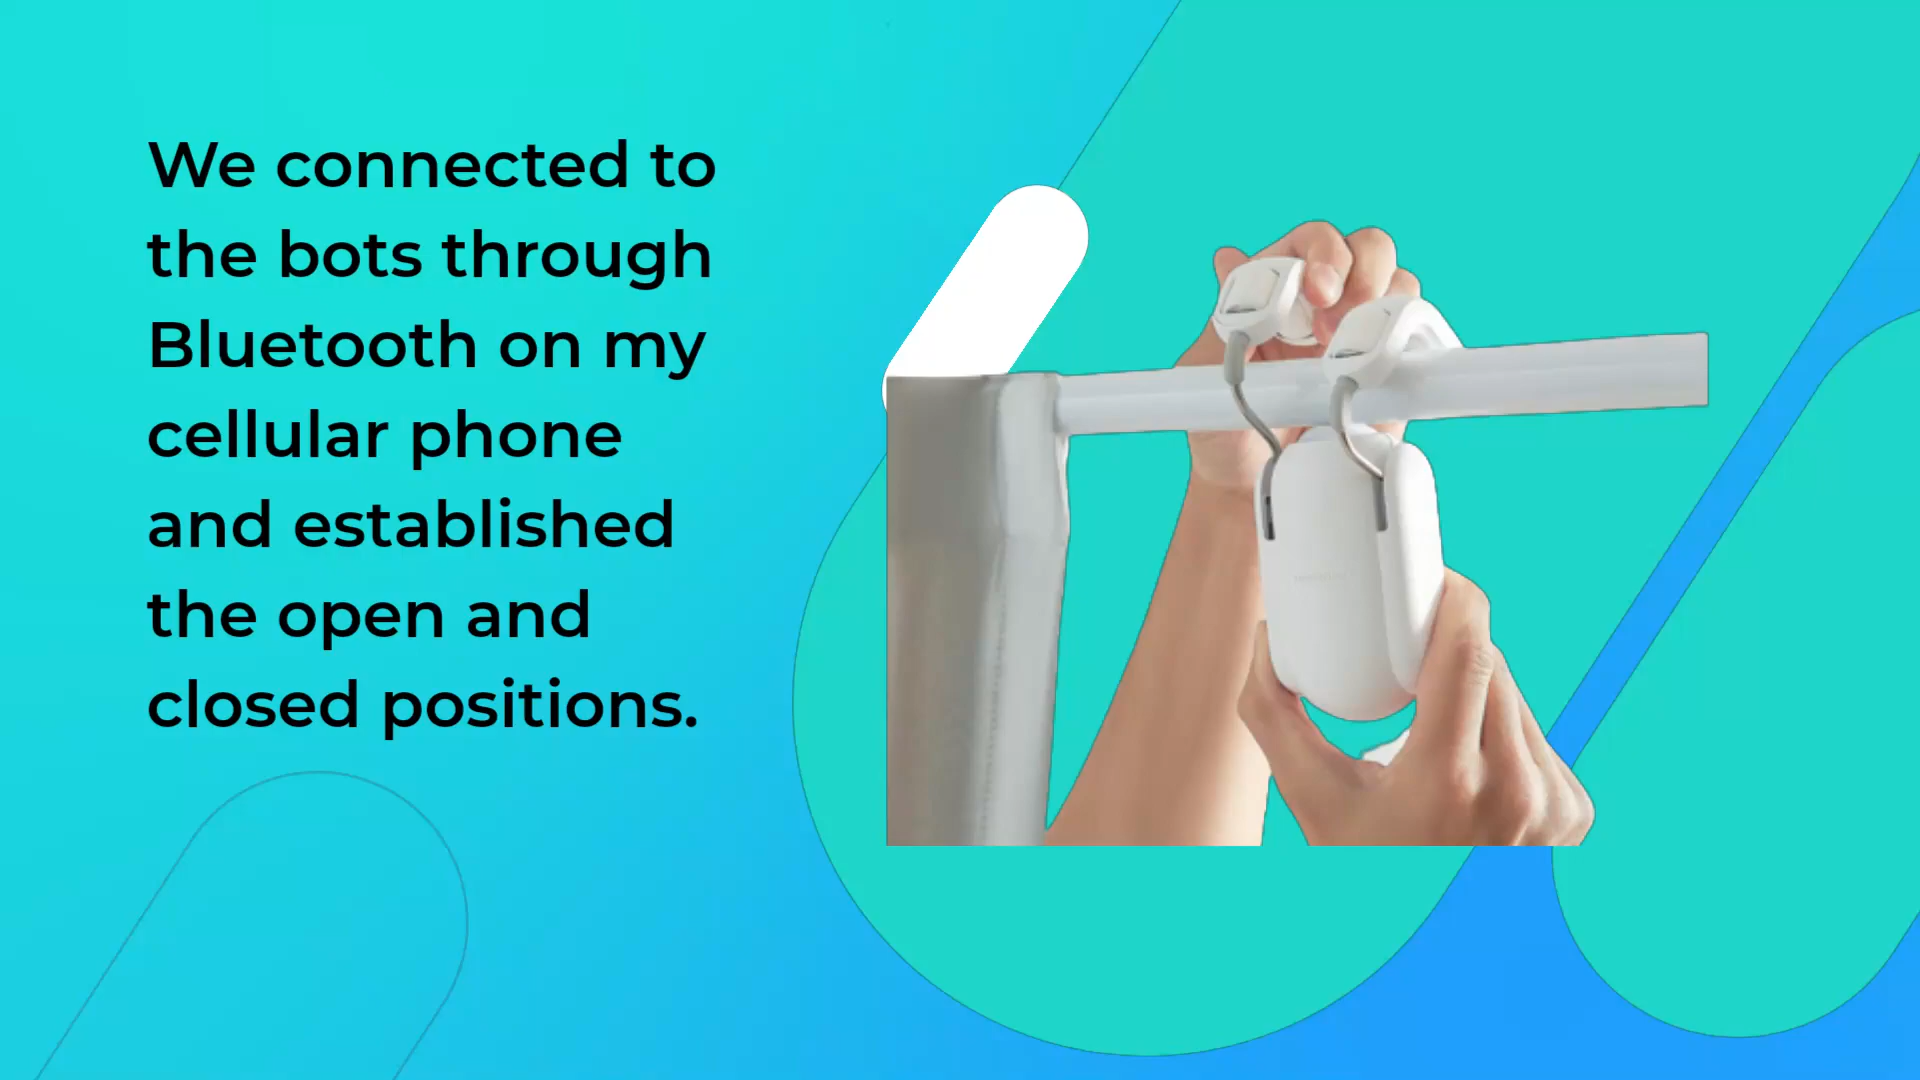 We connected to
the bots through
Bluetooth on my
cellular phone
and established
the open and
closed positions.